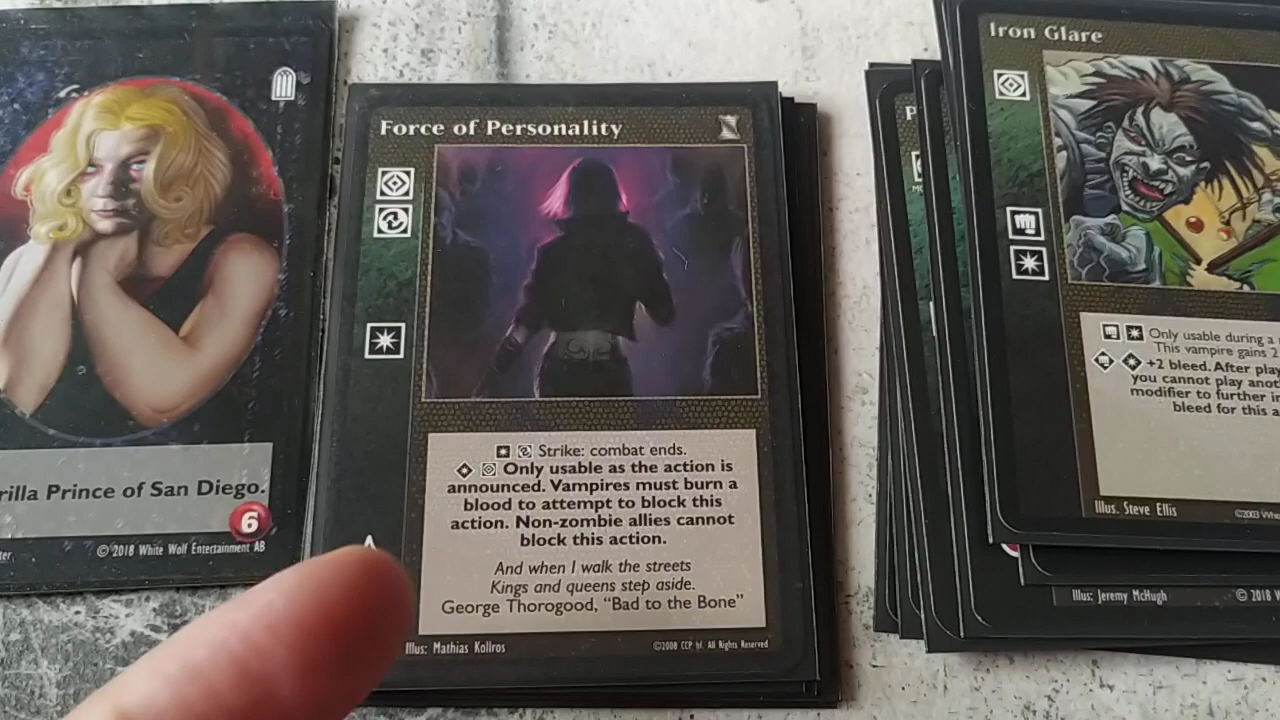 rilla Prince of San Diego.
6
© 2018 White Wolf Entertainment AB
Force of Personality
Strike: combat ends.
Only usable as the action is
announced. Vampires must burn a
blood to attempt to block this
action. Non-zombie allies cannot
block this action.
And when I walk the streets
Kings and queens step aside.
George Thorogood, “Bad to the Bone”
Illus: Mathias Kollros
©2008 CCP hf. All Rights Reserved
P
Iron Glare
Only usable during a
This vampire gains 2
+2 bleed. After play
you cannot play anot
modifier to further in
bleed for this a
Illus. Steve Ellis
©2003 Whi
Illus: Jeremy McHugh
© 2018 W